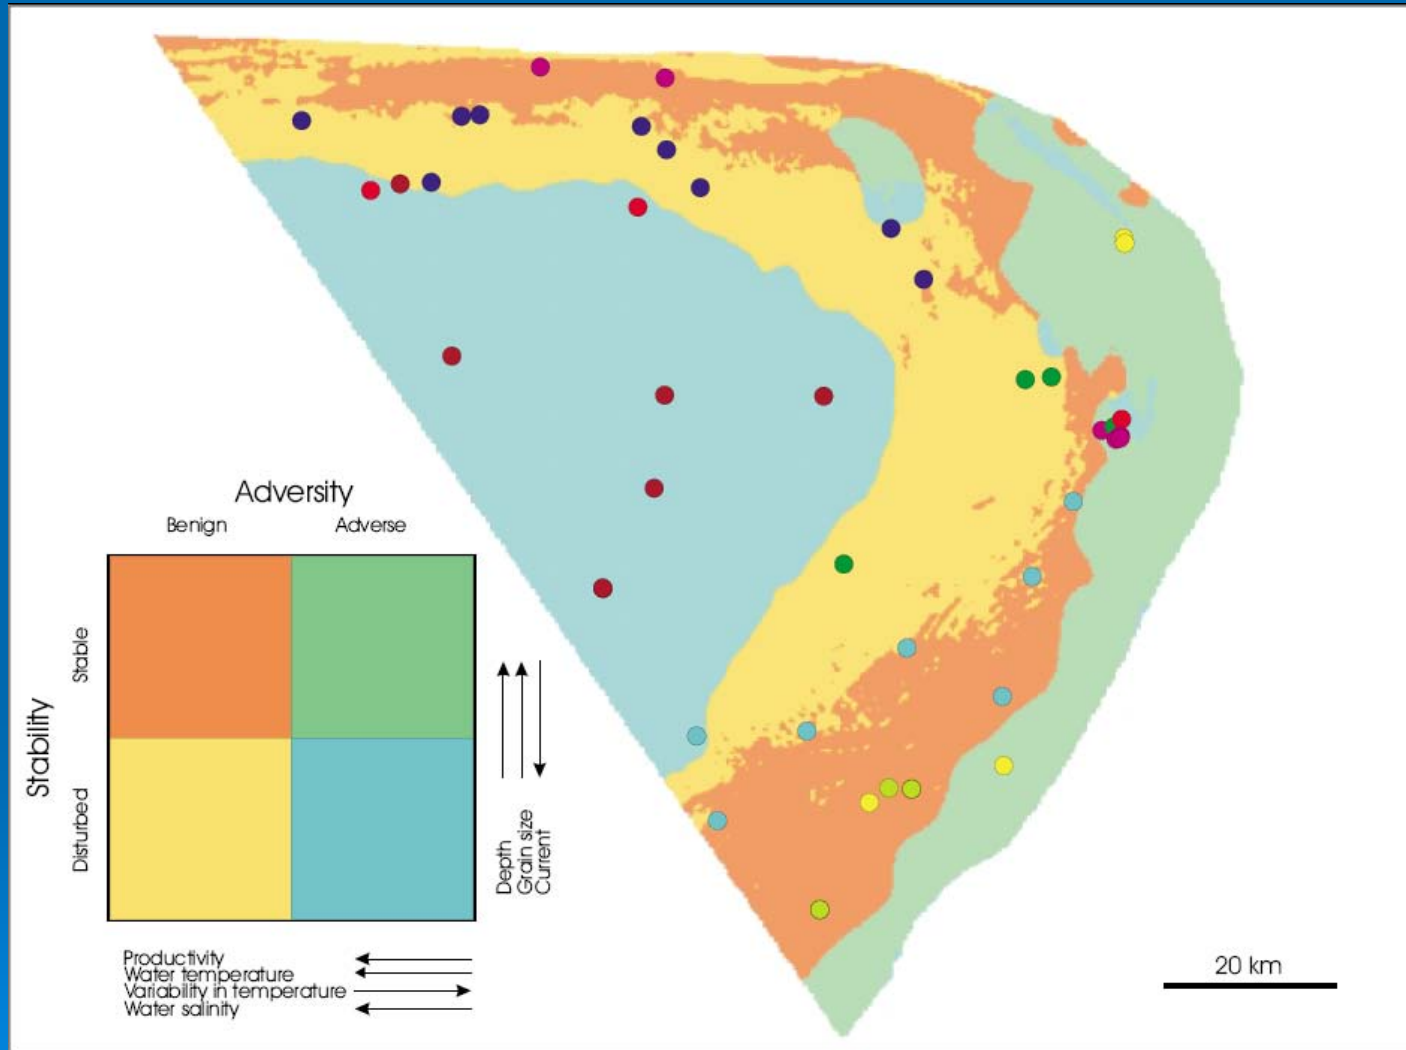 Adversity
Benign
Adverse
Stability
Stable
Disturbed
Depth
Grain size
Current
Productivity
Water temperature
Variability in temperature
Water salinity
20 km